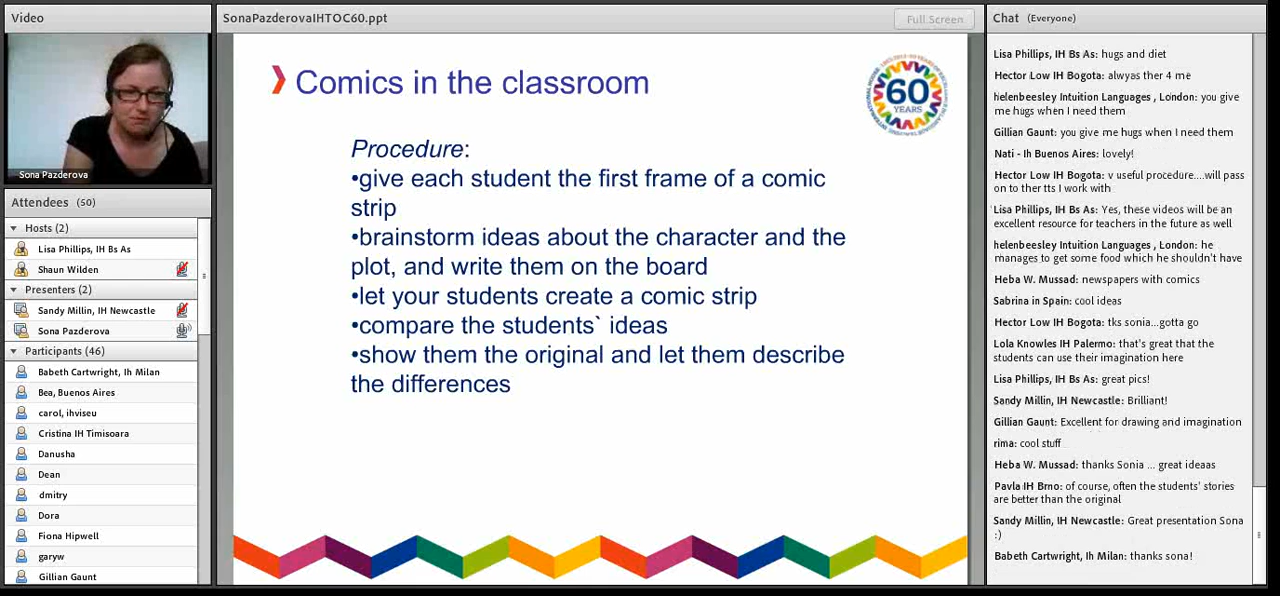 Video
Sona Pazderova
Attendees (50)
Hosts (2)
Lisa Phillips, IH Bs As
Shaun Wilden
Presenters (2)
Sandy Millin, IH Newcastle
Sona Pazderova
Participants (46)
Babeth Cartwright, Ih Milan
Bea, Buenos Aires
carol, ihviseu
Cristina IH Timisoara
Danusha
Dean
dmitry
Dora
Fiona Hipwell
garyw
Gillian Gaunt
SonaPazderovaIHTOC60.ppt
Full Screen
Comics in the classroom
60
YEARS
Procedure:
•give each student the first frame of a comic
strip
•brainstorm ideas about the character and the
plot, and write them on the board
•let your students create a comic strip
•compare the students` ideas
•show them the original and let them describe
the differences
Chat (Everyone)
Lisa Phillips, IH Bs As: hugs and diet
Hector Low IH Bogota: alwyas ther 4 me
helenbeesley Intuition Languages , London: you give
me hugs when I need them
Gillian Gaunt: you give me hugs when I need them
Nati - Ih Buenos Aires: lovely!
Hector Low IH Bogota: v useful procedure....will pass
on to ther tts I work with
Lisa Phillips, IH Bs As: Yes, these videos will be an
excellent resource for teachers in the future as well
helenbeesley Intuition Languages , London: he
manages to get some food which he shouldn't have
Heba W. Mussad: newspapers with comics
Sabrina in Spain: cool ideas
Hector Low IH Bogota: tks sonia...gotta go
Lola Knowles IH Palermo: that's great that the
students can use their imagination here
Lisa Phillips, IH Bs As: great pics!
Sandy Millin, IH Newcastle: Brilliant!
Gillian Gaunt: Excellent for drawing and imagination
rima: cool stuff
Heba W. Mussad: thanks Sonia ... great ideaas
Pavla IH Brno: of course, often the students' stories
are better than the original
Sandy Millin, IH Newcastle: Great presentation Sona
:)
Babeth Cartwright, Ih Milan: thanks sona!